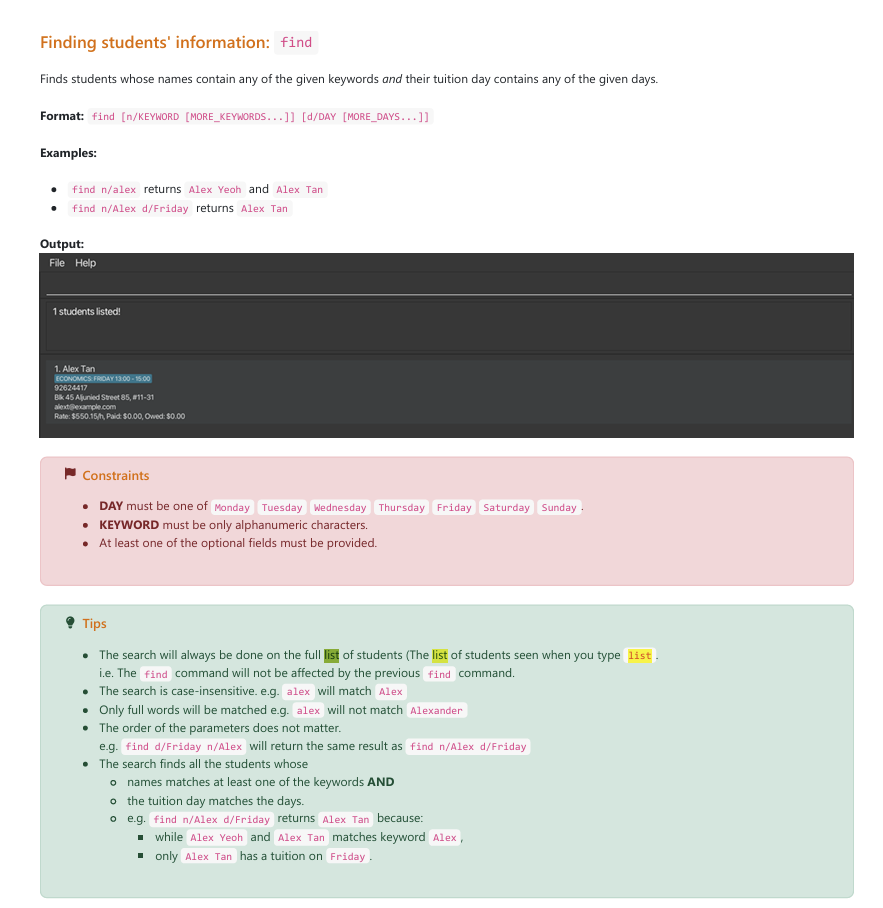 Finding students' information: find
Finds students whose names contain any of the given keywords and their tuition day contains any of the given days.
Format: find [n/KEYWORD [MORE_KEYWORDS...]] [d/DAY [MORE_DAYS...]]
Examples:
• find n/alex returns Alex Yeoh and Alex Tan
• find n/Alex d/Friday returns Alex Tan
Output:
File Help
1 students listed!
1. Alex Tan
ECONOMICS: FRIDAY 13:00 - 15:00
92624417
Blk 45 Aljunied Street 85, #11-31
alext@example.com
Rate: $550.15/h, Paid: $0.00, Owed: $0.00
Constraints
• DAY must be one of Monday Tuesday Wednesday Thursday Friday Saturday Sunday.
• KEYWORD must be only alphanumeric characters.
• At least one of the optional fields must be provided.
Tips
• The search will always be done on the full list of students (The list of students seen when you type list.
i.e. The find command will not be affected by the previous find command.
• The search is case-insensitive. e.g. alex will match Alex
• Only full words will be matched e.g. alex will not match Alexander
• The order of the parameters does not matter.
e.g. find d/Friday n/Alex will return the same result as find n/Alex d/Friday
• The search finds all the students whose
○ names matches at least one of the keywords AND
○ the tuition day matches the days.
○ e.g. find n/Alex d/Friday returns Alex Tan because:
▪ while Alex Yeoh and Alex Tan matches keyword Alex,
▪ only Alex Tan has a tuition on Friday.